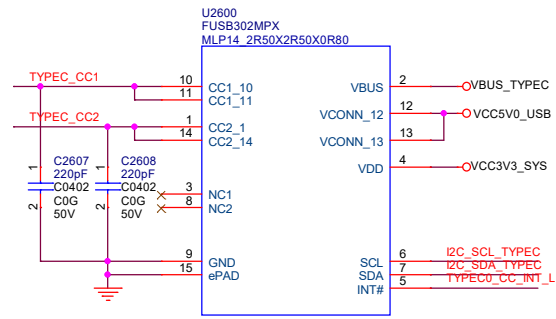 U2600
FUSB302MPX
MLP14_2R50X2R50X0R80
TYPEC_CC1
10
CC1_10
11
CC1_11
TYPEC_CC2
1
CC2_1
14
CC2_14
2
VBUS
VBUS_TYPEC
12
VCONN_12
VCC5V0_USB
13
VCONN_13
4
VDD
VCC3V3_SYS
1
C2607
220pF
C0402
C0G
50V
2
1
C2608
220pF
C0402
C0G
50V
2
3
NC1
8
NC2
9
GND
15
ePAD
6
SCL
I2C_SCL_TYPEC
7
SDA
I2C_SDA_TYPEC
5
INT#
TYPEC0_CC_INT_L